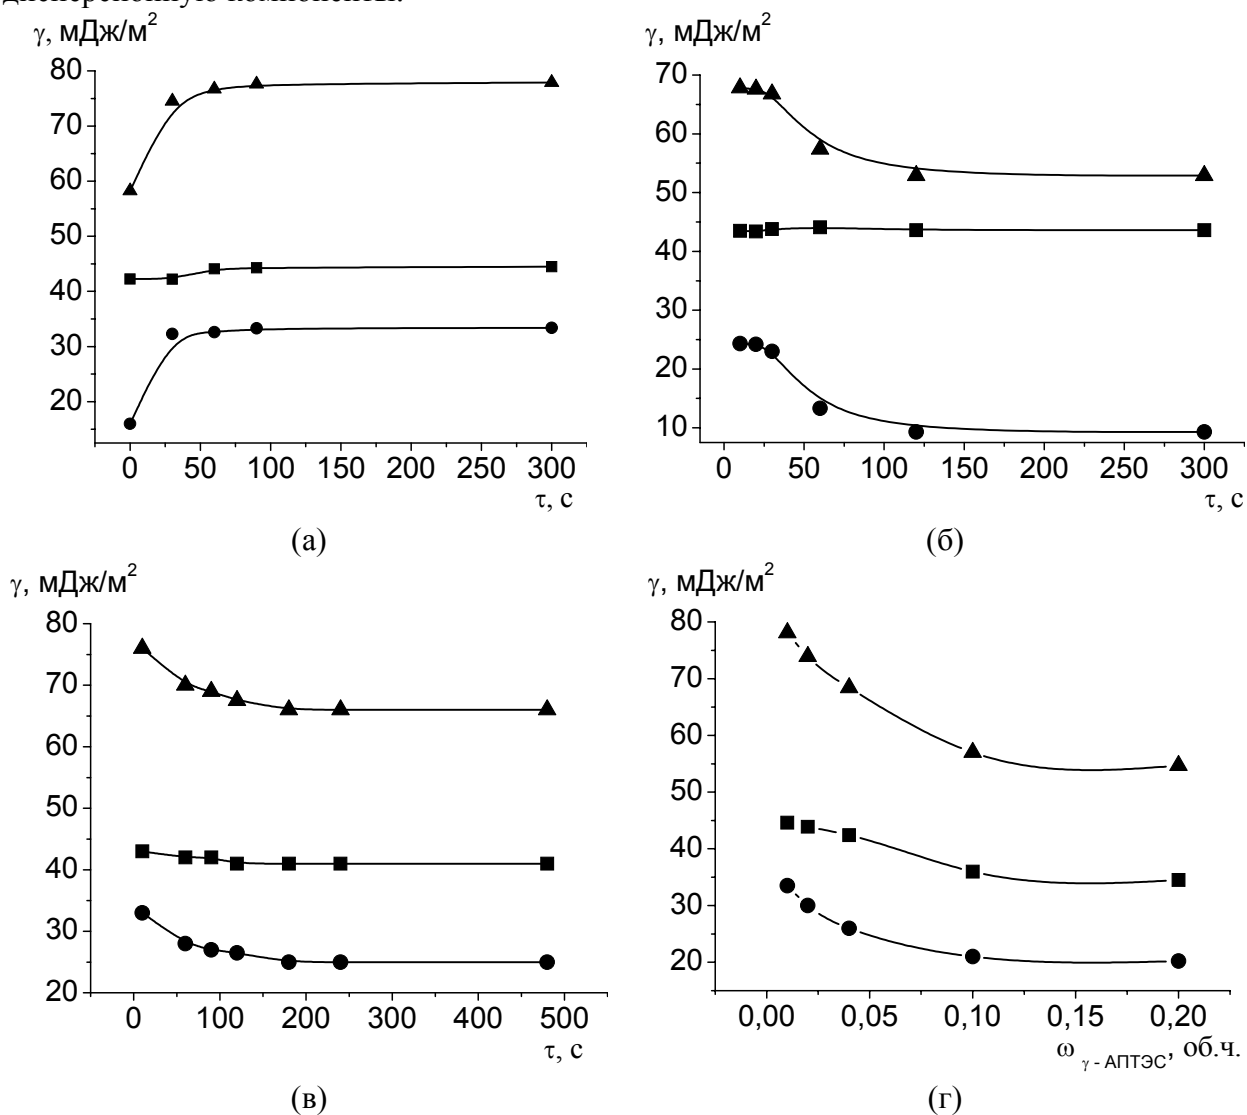 дисперсионную компоненты.
γ, мДж/м²
80
70
60
50
40
30
20
0 50 100 150 200 250 300
τ, с
(а)
γ, мДж/м²
70
60
50
40
30
20
10
0 50 100 150 200 250 300
τ, с
(б)
γ, мДж/м²
80
70
60
50
40
30
20
0 100 200 300 400 500
τ, с
(в)
γ, мДж/м²
80
70
60
50
40
30
20
0,00 0,05 0,10 0,15 0,20
ω γ - АПТЭС, об.ч.
(г)